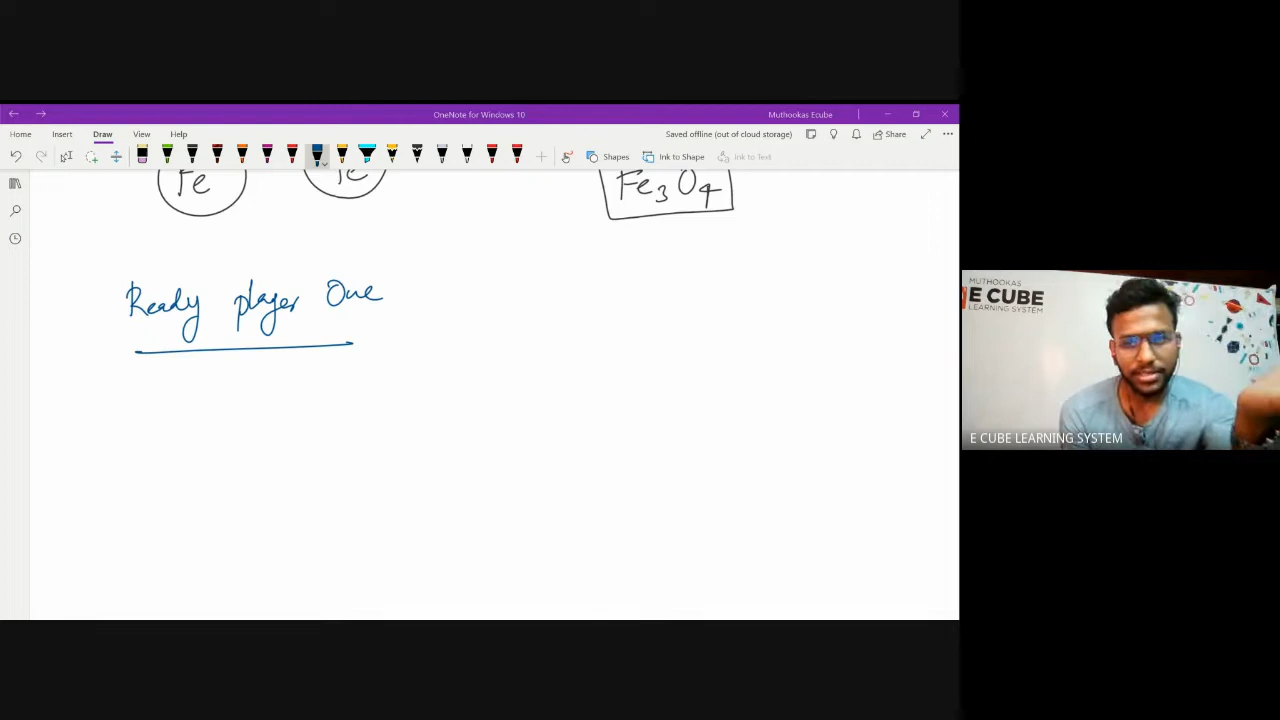 OneNote for Windows 10
Muthookas Ecube
Home Insert Draw View Help
Saved offline (out of cloud storage)
Share
Shapes
Ink to Shape
Ink to Text
Fe
Fe
Fe3O4
Ready player One
MUTHOOKAS
E CUBE
LEARNING SYSTEM
E CUBE LEARNING SYSTEM